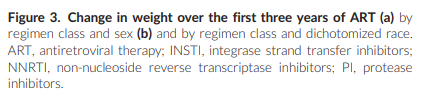 Figure 3. Change in weight over the first three years of ART (a) by
regimen class and sex (b) and by regimen class and dichotomized race.
ART, antiretroviral therapy; INSTI, integrase strand transfer inhibitors;
NNRTI, non-nucleoside reverse transcriptase inhibitors; PI, protease
inhibitors.